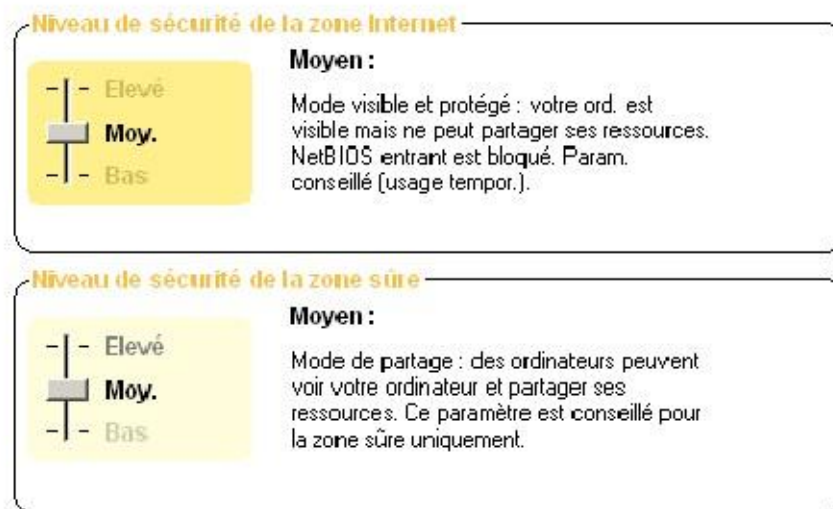 Niveau de sécurité de la zone Internet
Elevé
Moy.
Bas
Moyen :
Mode visible et protégé : votre ord. est
visible mais ne peut partager ses ressources.
NetBIOS entrant est bloqué. Param.
conseillé (usage tempor.).
Niveau de sécurité de la zone sûre
Elevé
Moy.
Bas
Moyen :
Mode de partage : des ordinateurs peuvent
voir votre ordinateur et partager ses
ressources. Ce paramètre est conseillé pour
la zone sûre uniquement.